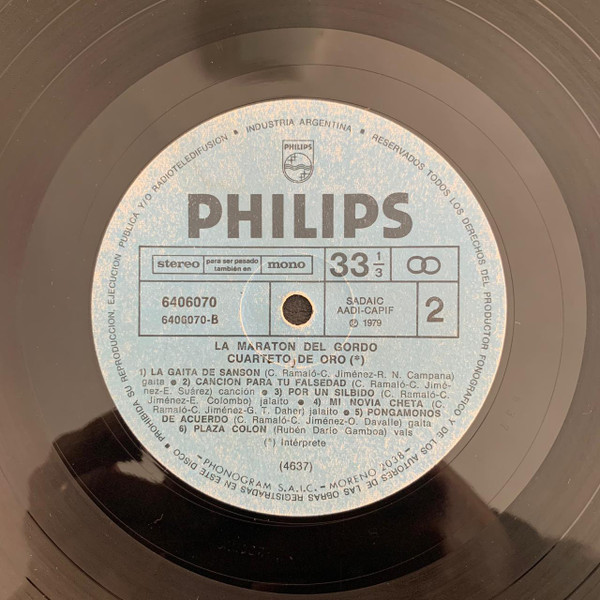 INDUSTRIA ARGENTINA • RESERVADOS TODOS LOS DERECHOS DEL PRODUCTOR FONOGRAFICO Y DE LOS AUTORES DE LAS OBRAS REGISTRADAS EN ESTE DISCO • PROHIBIDA SU REPRODUCCION, EJECUCION PUBLICA Y/O RADIOTELEDIFUSION •
PHILIPS
PHILIPS
stereo para ser pasado también en mono 33 1/3
6406070
6406070-B
SADAIC
AADI-CAPIF
℗ 1979
2
LA MARATON DEL GORDO
CUARTETO DE ORO (*)
1) LA GAITA DE SANSON (C. Ramaló-C. Jiménez-R. N. Campana)
gaita • 2) CANCION PARA TU FALSEDAD (C. Ramaló-C. Jimé-
nez-E. Suárez) canción • 3) POR UN SILBIDO (C. Ramaló-C.
Jiménez-E. Colombo) jalaito • 4) MI NOVIA CHETA (C.
Ramaló-C. Jiménez-G. T. Daher) jalaito • 5) PONGAMONOS
DE ACUERDO (C. Ramaló-C. Jiménez-O. Davalle) gaita
6) PLAZA COLON (Rubén Darío Gamboa) vals
(*) Intérprete
(4637)
-PHONOGRAM S.A.I.C. - MORENO 2038-